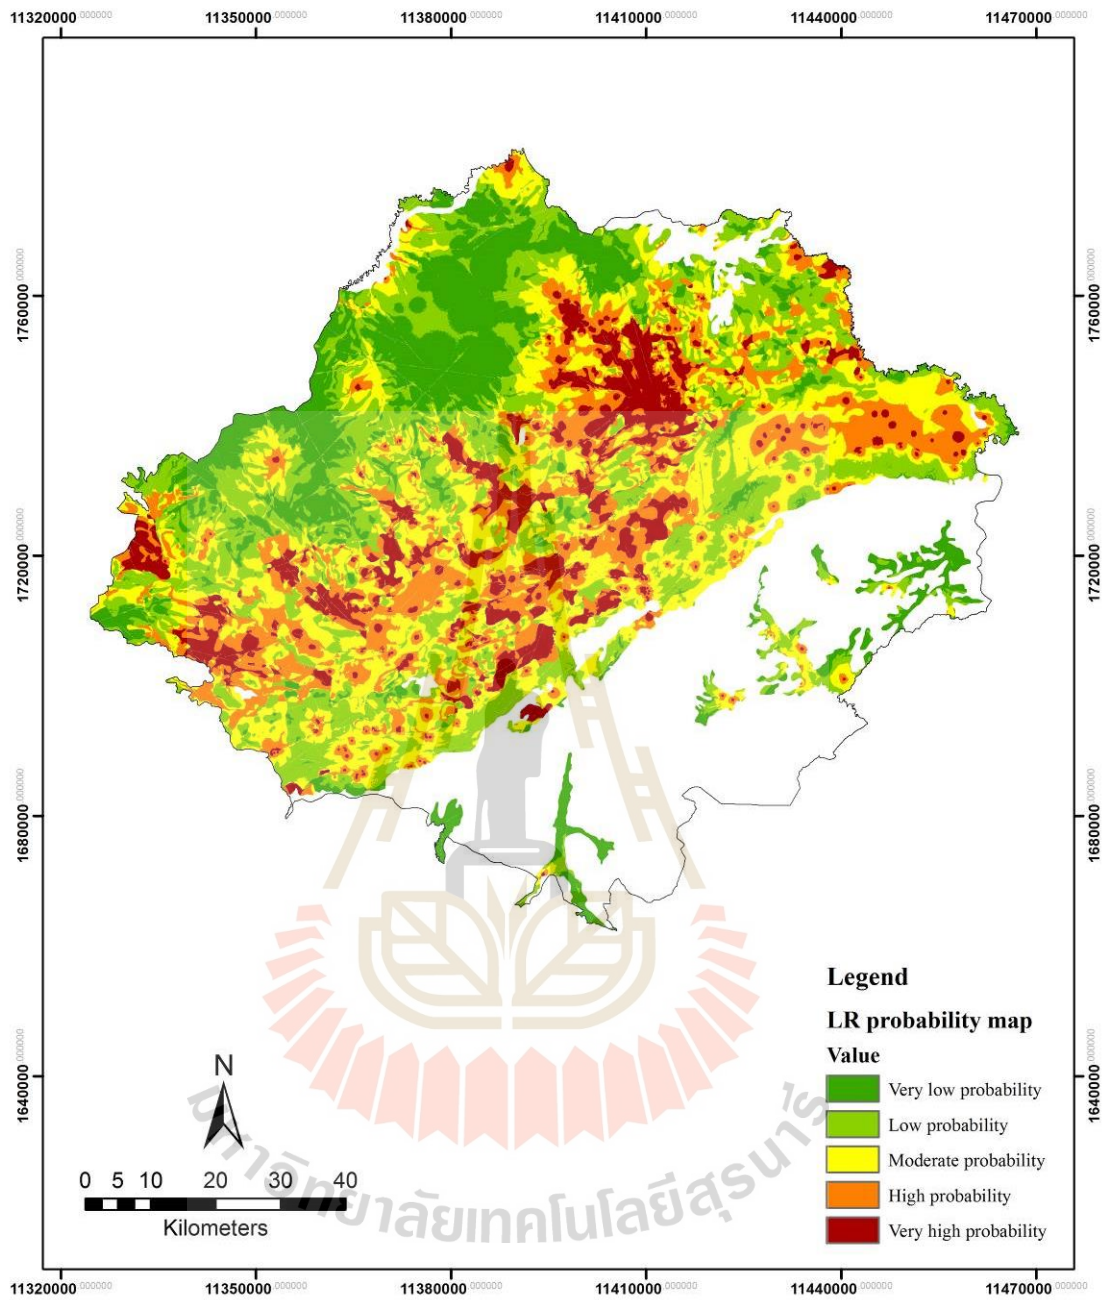 11320000.000000 11350000.000000 11380000.000000 11410000.000000 11440000.000000 11470000.000000
1760000.000000 1760000.000000
1720000.000000 1720000.000000
1680000.000000 1680000.000000
Legend
LR probability map
Value
1640000.000000 1640000.000000
N
Very low probability
Low probability
Moderate probability
High probability
Very high probability
0 5 10 20 30 40
Kilometers
มหาวิทยาลัยเทคโนโลยีสุรนารี
11320000.000000 11350000.000000 11380000.000000 11410000.000000 11440000.000000 11470000.000000